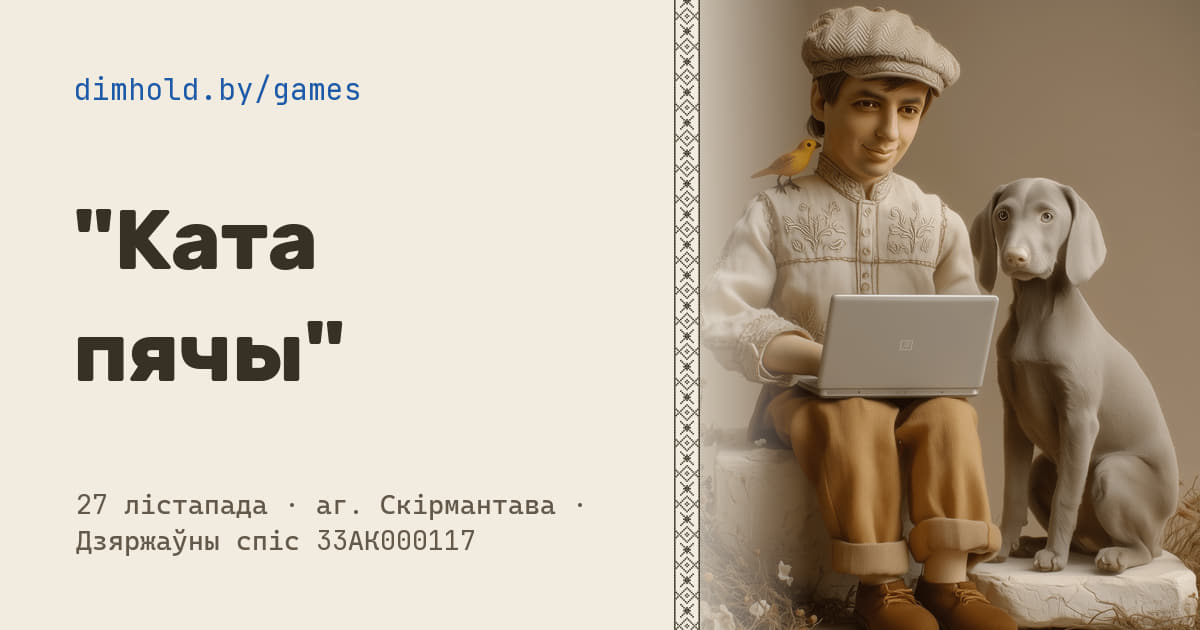 dimhold.by/games
"Ката
пячы"
27 лістапада · аг. Скірмантава ·
Дзяржаўны спіс 33АК000117